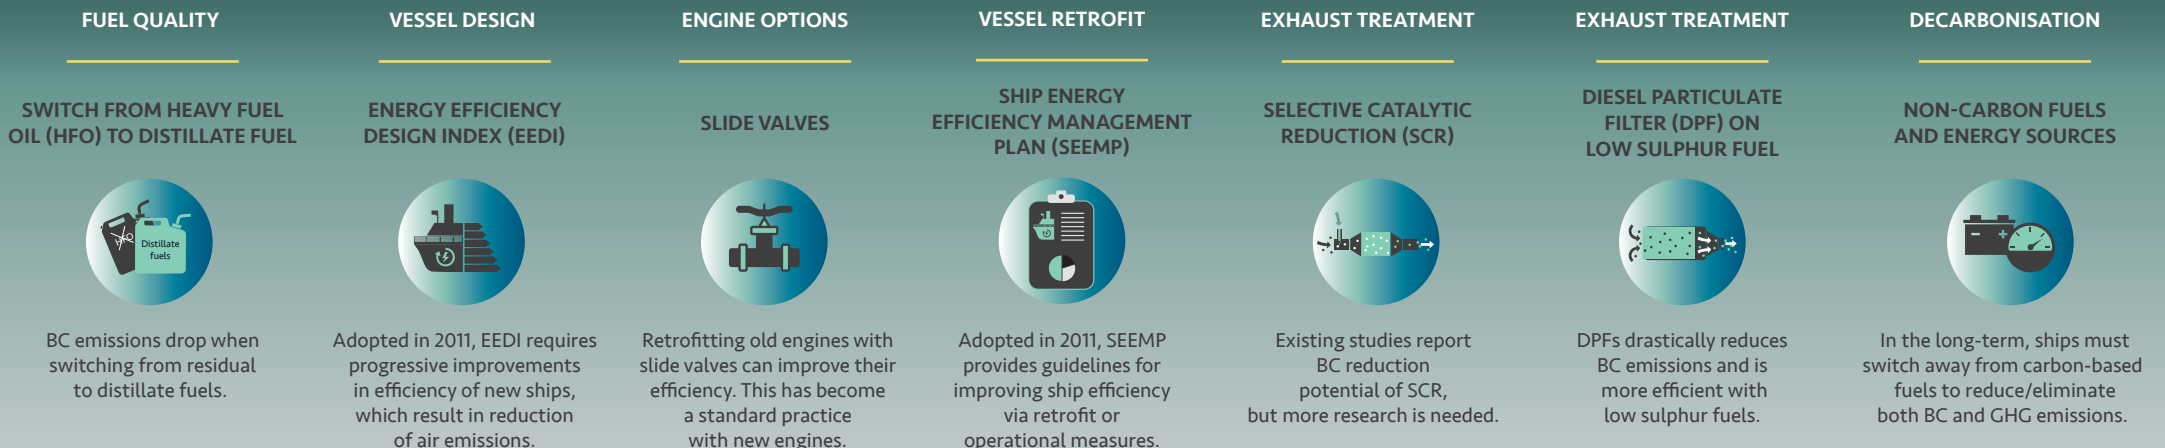 FUEL QUALITY
SWITCH FROM HEAVY FUEL
OIL (HFO) TO DISTILLATE FUEL
HFO
Distillate
fuels
BC emissions drop when
switching from residual
to distillate fuels.
VESSEL DESIGN
ENERGY EFFICIENCY
DESIGN INDEX (EEDI)
Adopted in 2011, EEDI requires
progressive improvements
in efficiency of new ships,
which result in reduction
of air emissions.
ENGINE OPTIONS
SLIDE VALVES
Retrofitting old engines with
slide valves can improve their
efficiency. This has become
a standard practice
with new engines.
VESSEL RETROFIT
SHIP ENERGY
EFFICIENCY MANAGEMENT
PLAN (SEEMP)
Adopted in 2011, SEEMP
provides guidelines for
improving ship efficiency
via retrofit or
operational measures.
EXHAUST TREATMENT
SELECTIVE CATALYTIC
REDUCTION (SCR)
Existing studies report
BC reduction
potential of SCR,
but more research is needed.
EXHAUST TREATMENT
DIESEL PARTICULATE
FILTER (DPF) ON
LOW SULPHUR FUEL
DPFs drastically reduces
BC emissions and is
more efficient with
low sulphur fuels.
DECARBONISATION
NON-CARBON FUELS
AND ENERGY SOURCES
In the long-term, ships must
switch away from carbon-based
fuels to reduce/eliminate
both BC and GHG emissions.